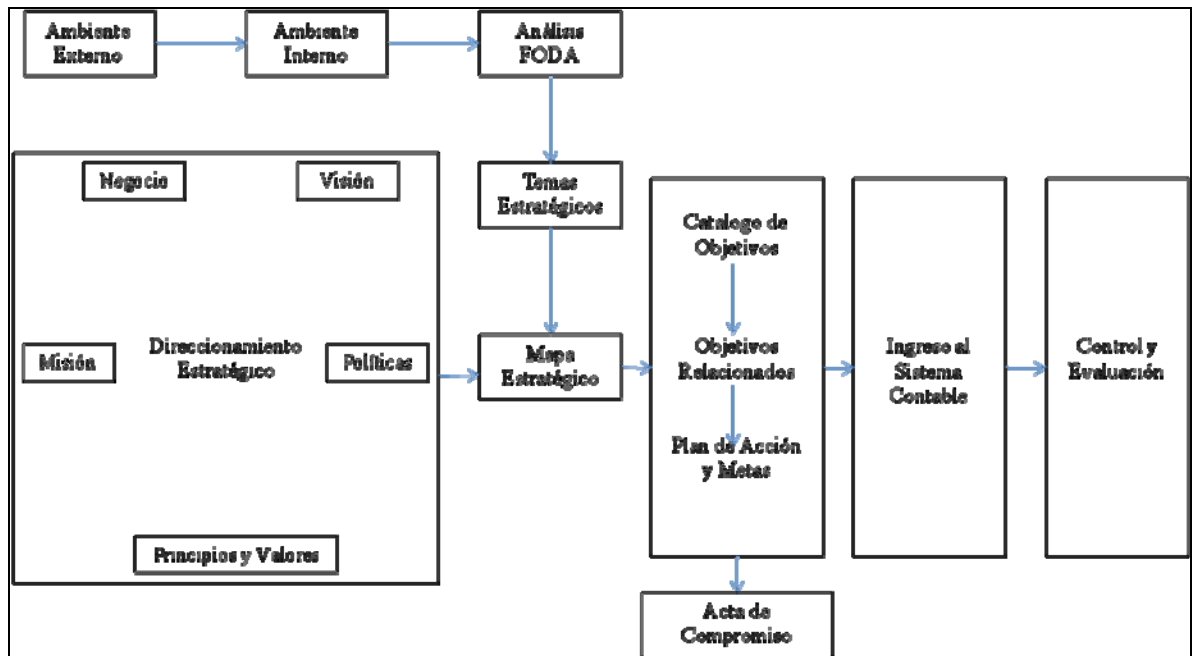 Ambiente
Externo
Ambiente
Interno
Análisis
FODA
Negocio
Visión
Temas
Estratégicos
Catalogo de
Objetivos
Misión
Direccionamiento
Estratégico
Políticas
Mapa
Estratégico
Objetivos
Relacionados
Ingreso al
Sistema
Contable
Control y
Evaluación
Plan de Acción
y Metas
Principios y Valores
Acta de
Compromiso